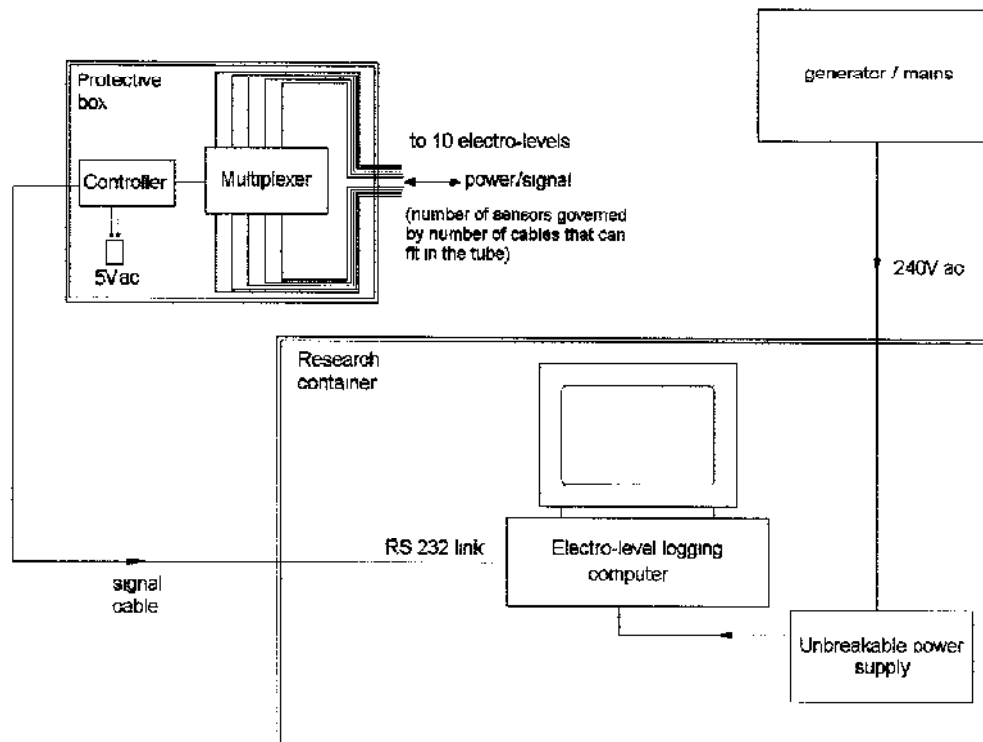 Protective
box
Controller
Multiplexer
5Vac
to 10 electro-levels
power/signal
(number of sensors governed
by number of cables that can
fit in the tube)
generator / mains
240V ac
Research
container
RS 232 link
signal
cable
Electro-level logging
computer
Unbreakable power
supply